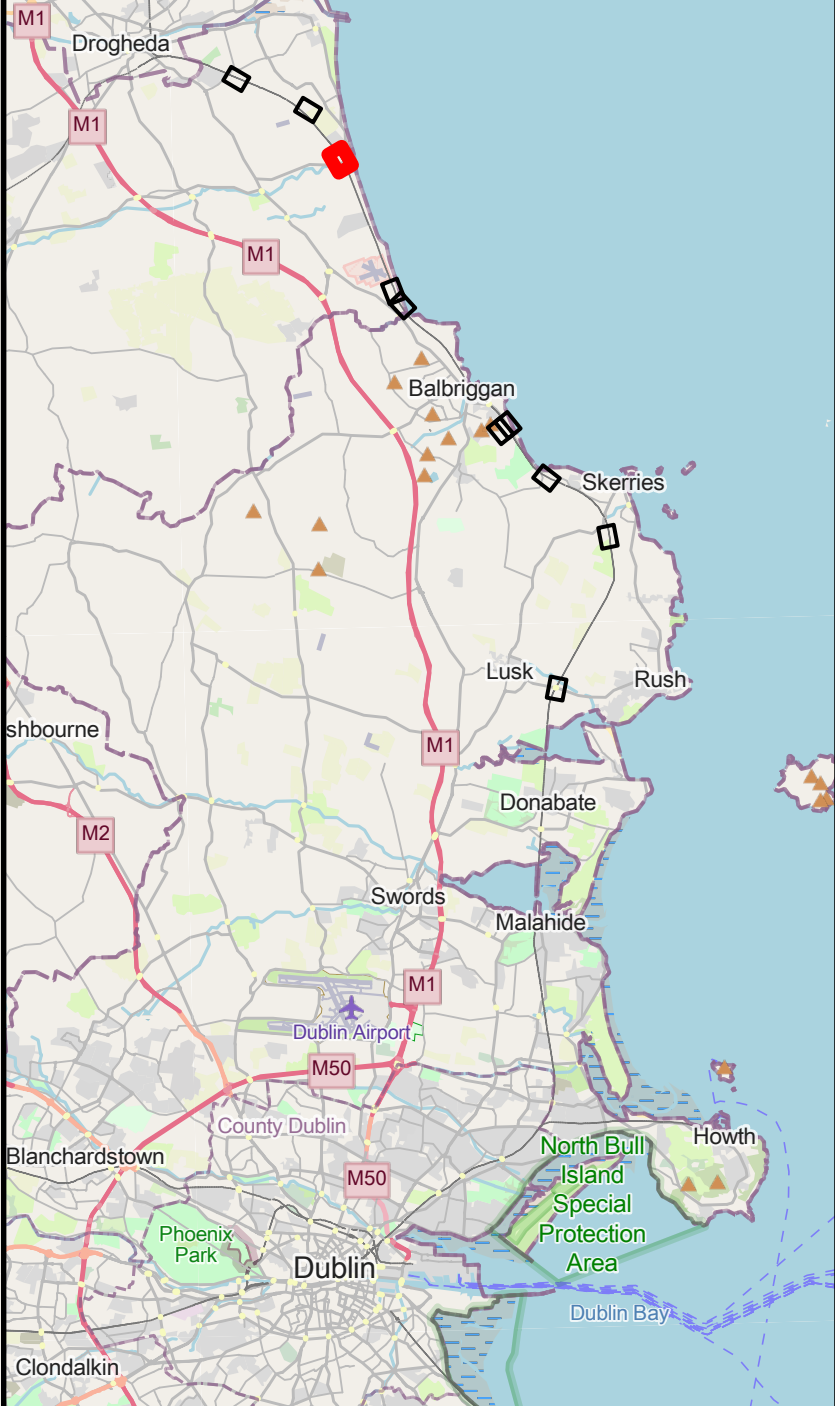 M1
Drogheda
M1
M1
Balbriggan
Skerries
Lusk
Rush
shbourne
M1
Donabate
M2
Swords
Malahide
M1
Dublin Airport
M50
County Dublin
Howth
North Bull
Island
Special
Protection
Area
Blanchardstown
M50
Phoenix
Park
Dublin
Dublin Bay
Clondalkin